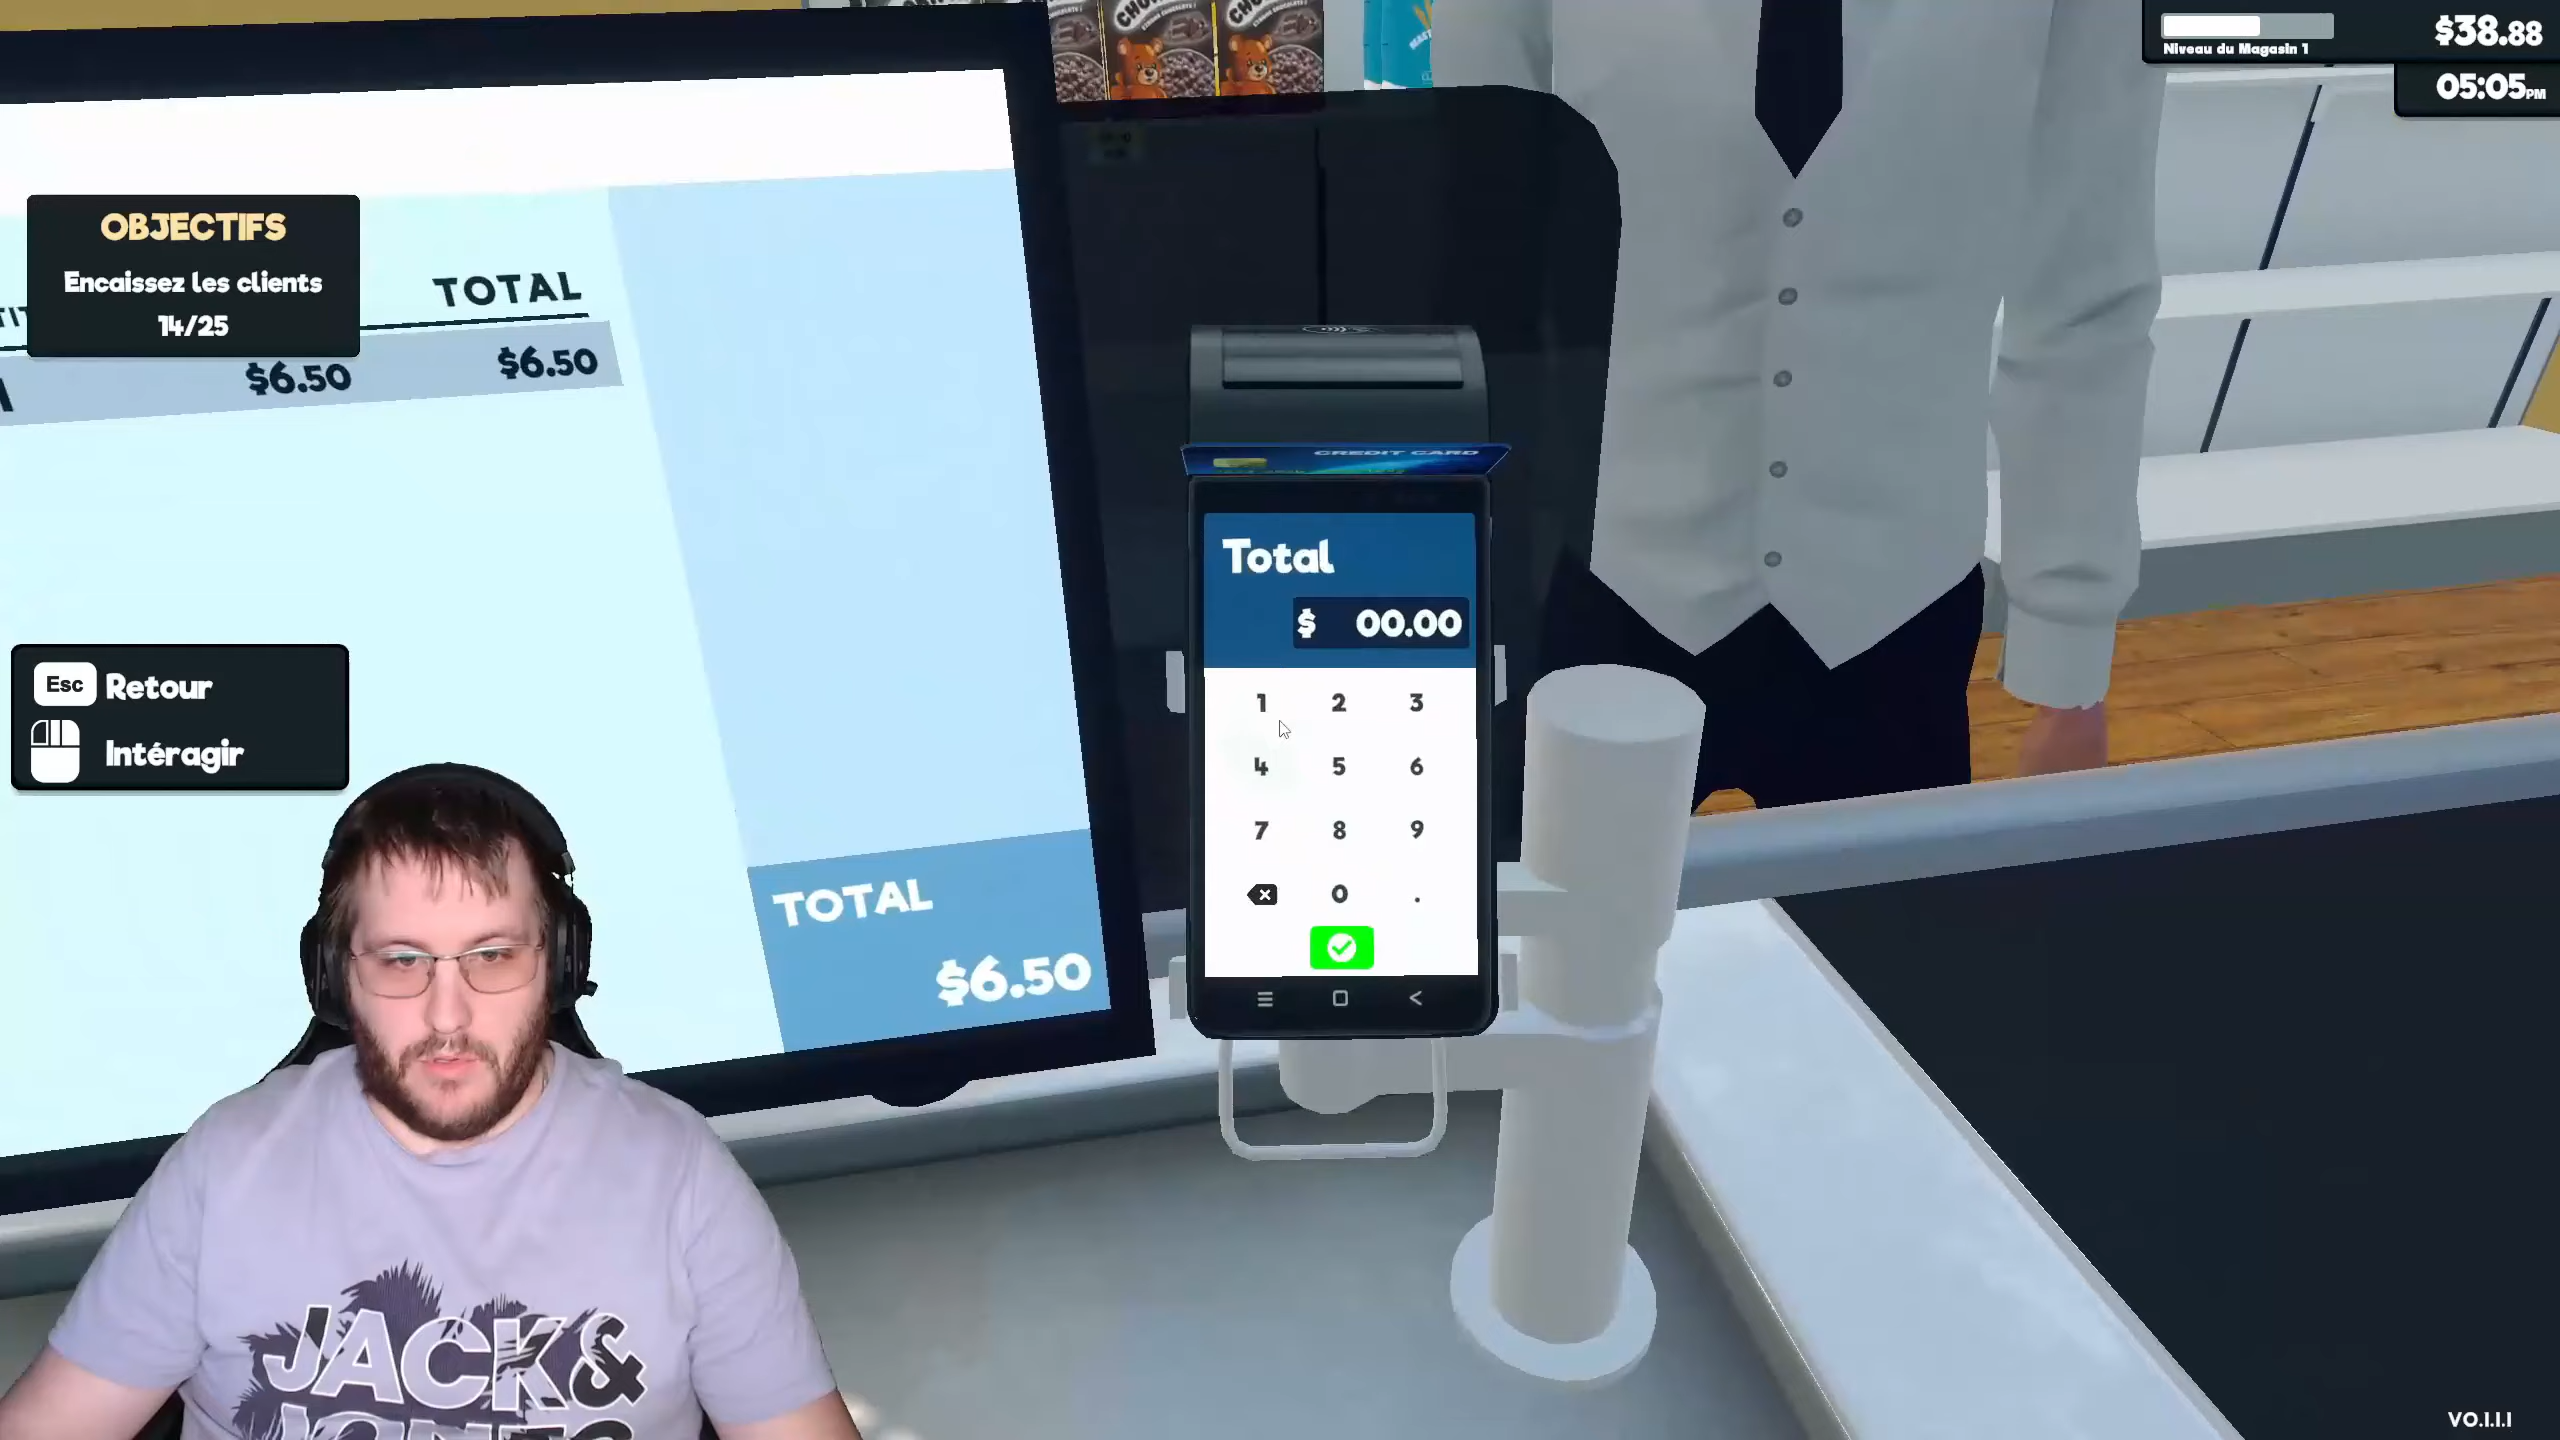 $38.88
Niveau du Magasin 1
05:05PM
OBJECTIFS
Encaissez les clients
14/25
TOTAL
$6.50
$6.50
CREDIT CARD
Total
$ 00.00
1 2 3
4 5 6
7 8 9
0 .
Esc Retour
Intéragir
TOTAL
$6.50
JACK&
JONES
V0.1.1.1